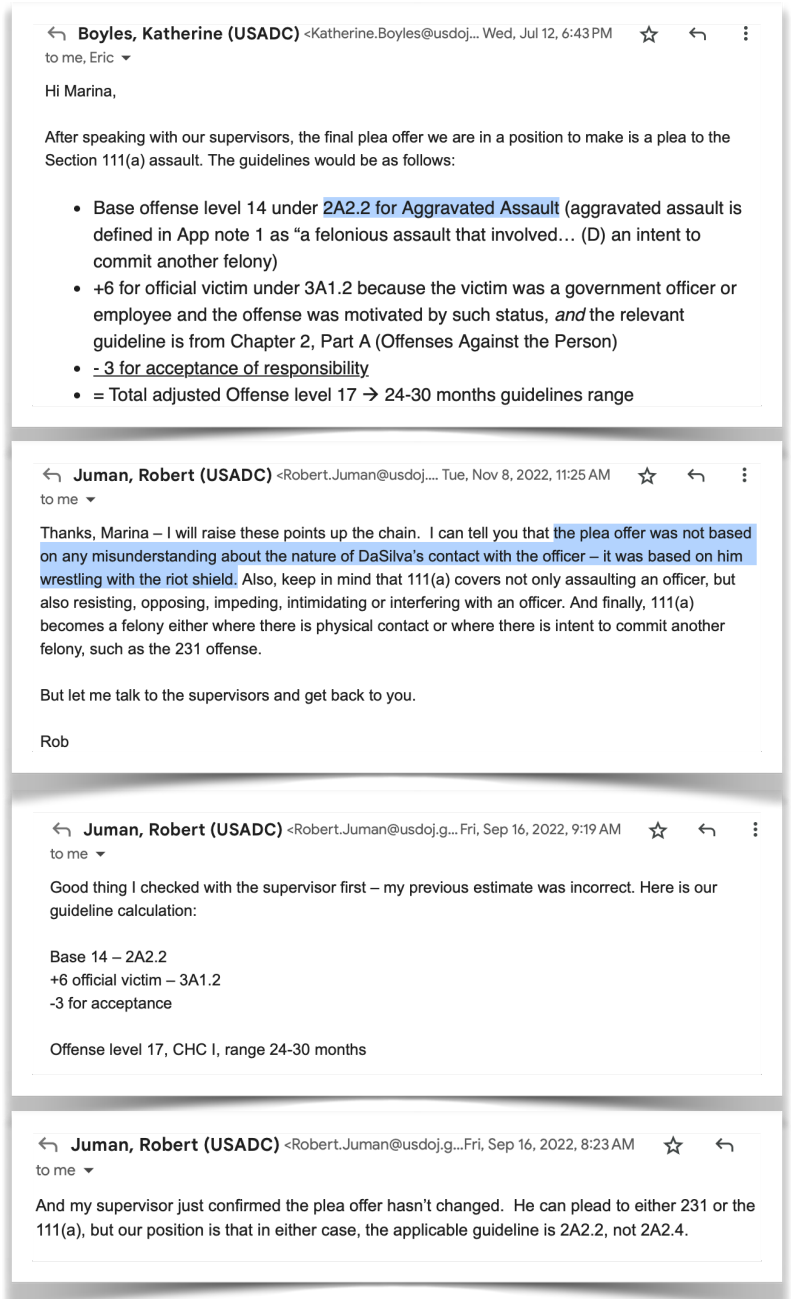 Boyles, Katherine (USADC) <Katherine.Boyles@usdoj... Wed, Jul 12, 6:43 PM
to me, Eric
Hi Marina,
After speaking with our supervisors, the final plea offer we are in a position to make is a plea to the
Section 111(a) assault. The guidelines would be as follows:
• Base offense level 14 under 2A2.2 for Aggravated Assault (aggravated assault is
defined in App note 1 as “a felonious assault that involved… (D) an intent to
commit another felony)
• +6 for official victim under 3A1.2 because the victim was a government officer or
employee and the offense was motivated by such status, and the relevant
guideline is from Chapter 2, Part A (Offenses Against the Person)
• - 3 for acceptance of responsibility
• = Total adjusted Offense level 17 → 24-30 months guidelines range
Juman, Robert (USADC) <Robert.Juman@usdoj.... Tue, Nov 8, 2022, 11:25 AM
to me
Thanks, Marina – I will raise these points up the chain. I can tell you that the plea offer was not based
on any misunderstanding about the nature of DaSilva’s contact with the officer – it was based on him
wrestling with the riot shield. Also, keep in mind that 111(a) covers not only assaulting an officer, but
also resisting, opposing, impeding, intimidating or interfering with an officer. And finally, 111(a)
becomes a felony either where there is physical contact or where there is intent to commit another
felony, such as the 231 offense.
But let me talk to the supervisors and get back to you.
Rob
Juman, Robert (USADC) <Robert.Juman@usdoj.g... Fri, Sep 16, 2022, 9:19 AM
to me
Good thing I checked with the supervisor first – my previous estimate was incorrect. Here is our
guideline calculation:
Base 14 – 2A2.2
+6 official victim – 3A1.2
-3 for acceptance
Offense level 17, CHC I, range 24-30 months
Juman, Robert (USADC) <Robert.Juman@usdoj.g...Fri, Sep 16, 2022, 8:23 AM
to me
And my supervisor just confirmed the plea offer hasn’t changed. He can plead to either 231 or the
111(a), but our position is that in either case, the applicable guideline is 2A2.2, not 2A2.4.